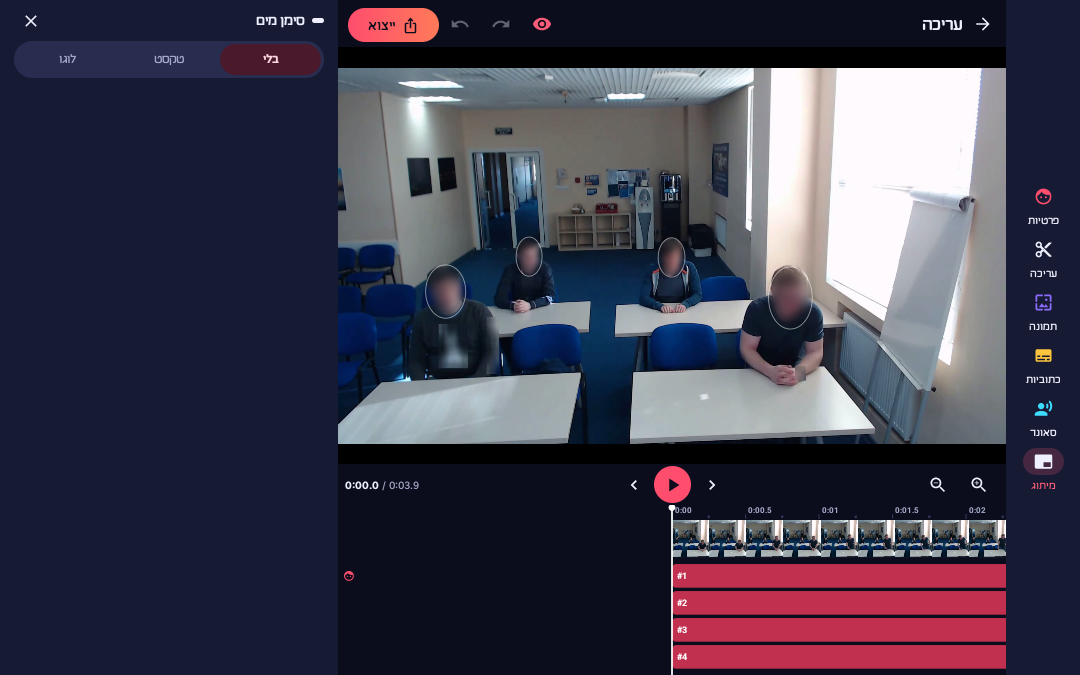 עריכה
ייצוא
סימן מים
בלי
טקסט
לוגו
פרטיות
עריכה
תמונה
כתוביות
סאונד
מיתוג
0:00.0 / 0:03.9
0:00 0:00.5 0:01 0:01.5 0:02
#1
#2
#3
#4